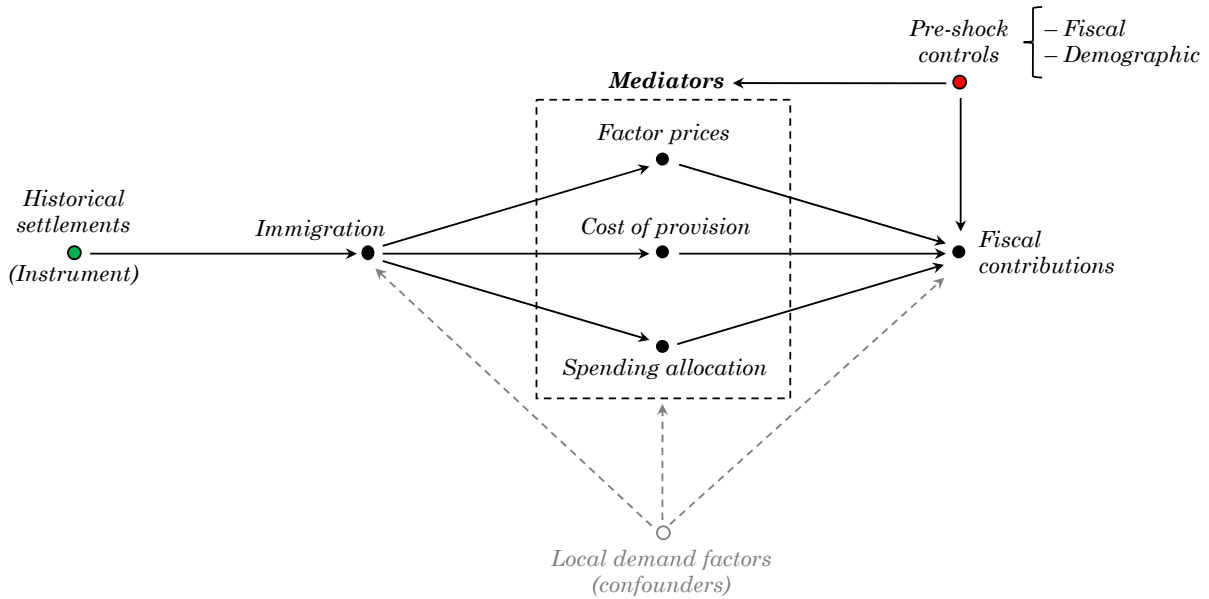 Pre-shock
controls
– Fiscal
– Demographic
Mediators
Factor prices
Historical
settlements
(Instrument)
Immigration
Cost of provision
Fiscal
contributions
Spending allocation
Local demand factors
(confounders)